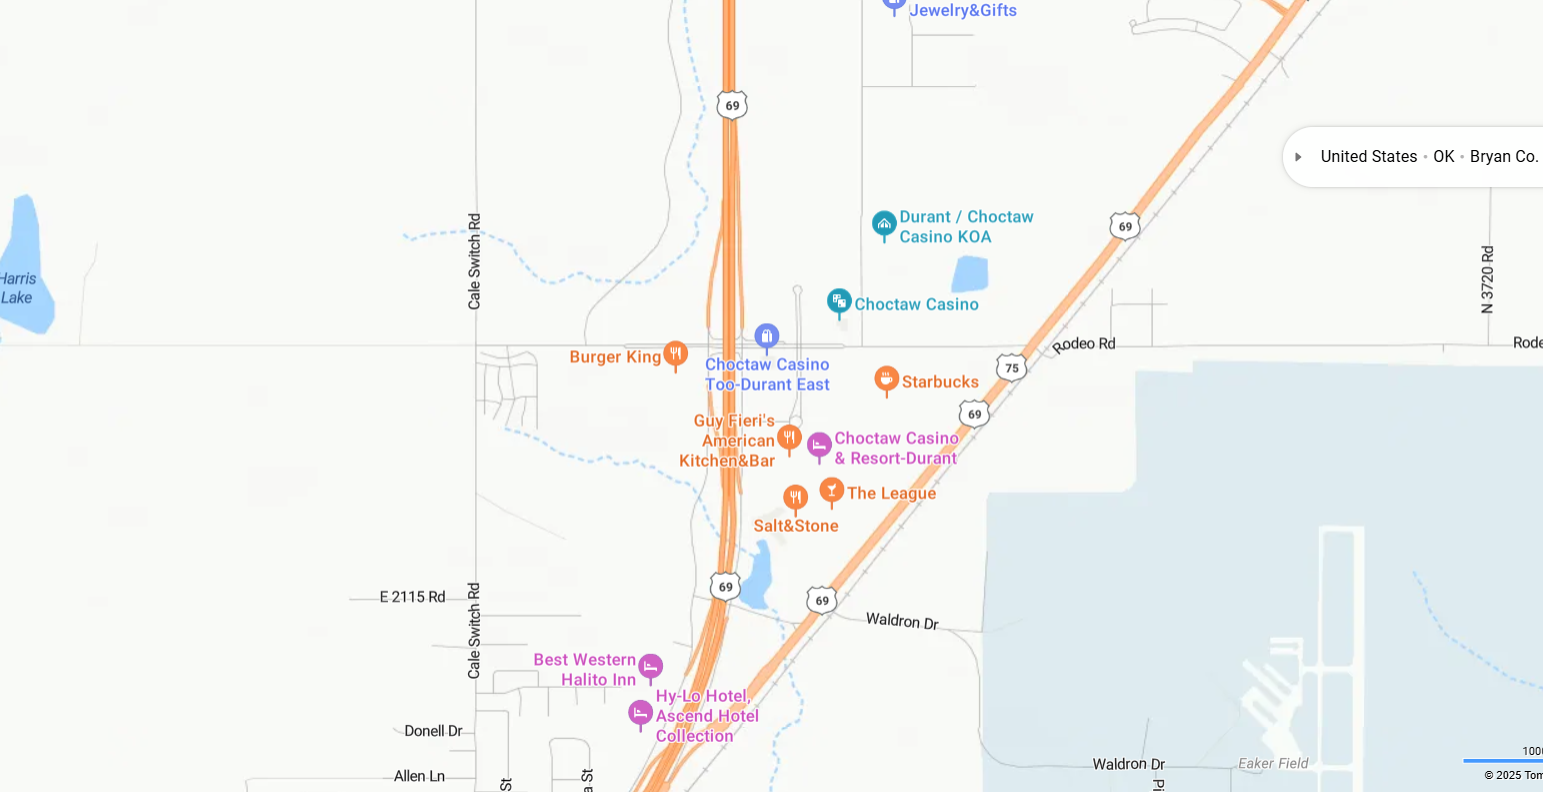 Jewelry&Gifts
69
United States • OK • Bryan Co.
Durant / Choctaw
Casino KOA
69
Cale Switch Rd
N 3720 Rd
Harris
Lake
Choctaw Casino
Rodeo Rd
Rode
Burger King
Choctaw Casino
Too-Durant East
75
Starbucks
69
Guy Fieri's
American
Kitchen&Bar
Choctaw Casino
& Resort-Durant
The League
Salt&Stone
69
69
E 2115 Rd
Cale Switch Rd
Waldron Dr
Best Western
Halito Inn
Hy-Lo Hotel,
Ascend Hotel
Collection
Donell Dr
Allen Ln
St
a St
Waldron Dr
Eaker Field
Pi
1000
© 2025 Tom